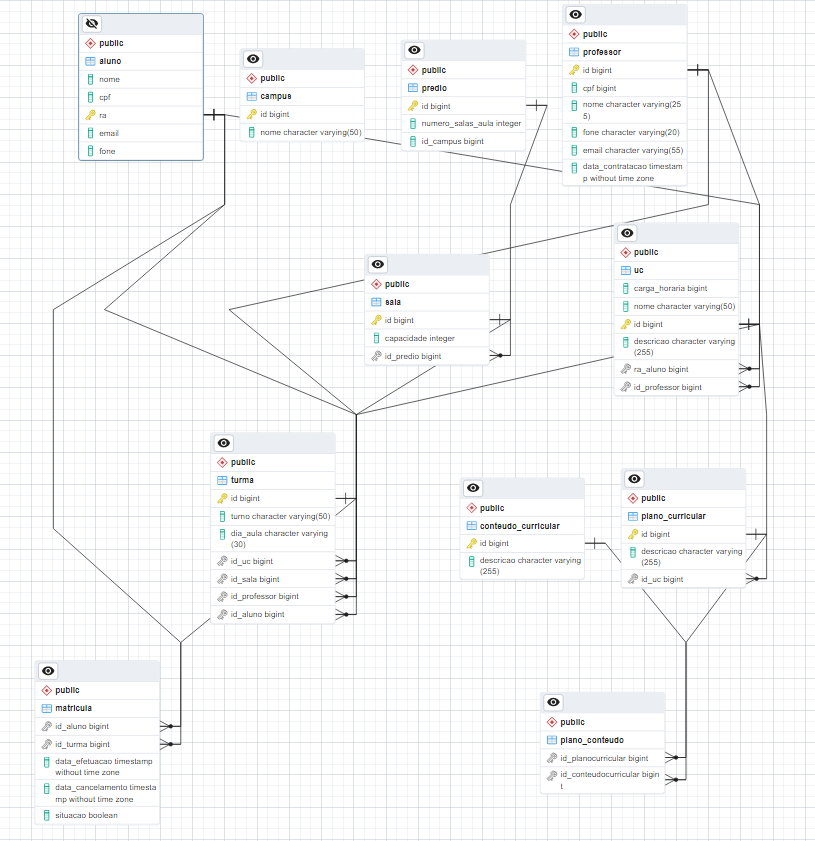 public
aluno
nome
cpf
ra
email
fone
public
campus
id bigint
nome character varying(50)
public
predio
id bigint
numero_salas_aula integer
id_campus bigint
public
professor
id bigint
cpf bigint
nome character varying(25
5)
fone character varying(20)
email character varying(55)
data_contratacao timestam
p without time zone
public
uc
carga_horaria bigint
nome character varying(50)
id bigint
descricao character varying
(255)
ra_aluno bigint
id_professor bigint
public
sala
id bigint
capacidade integer
id_predio bigint
public
turma
id bigint
turno character varying(50)
dia_aula character varying
(30)
id_uc bigint
id_sala bigint
id_professor bigint
id_aluno bigint
public
conteudo_curricular
id bigint
descricao character varying
(255)
public
plano_curricular
id bigint
descricao character varying
(255)
id_uc bigint
public
matricula
id_aluno bigint
id_turma bigint
data_efetuacao timestamp
without time zone
data_cancelamento timesta
mp without time zone
situacao boolean
public
plano_conteudo
id_planocurricular bigint
id_conteudocurricular bigin
t